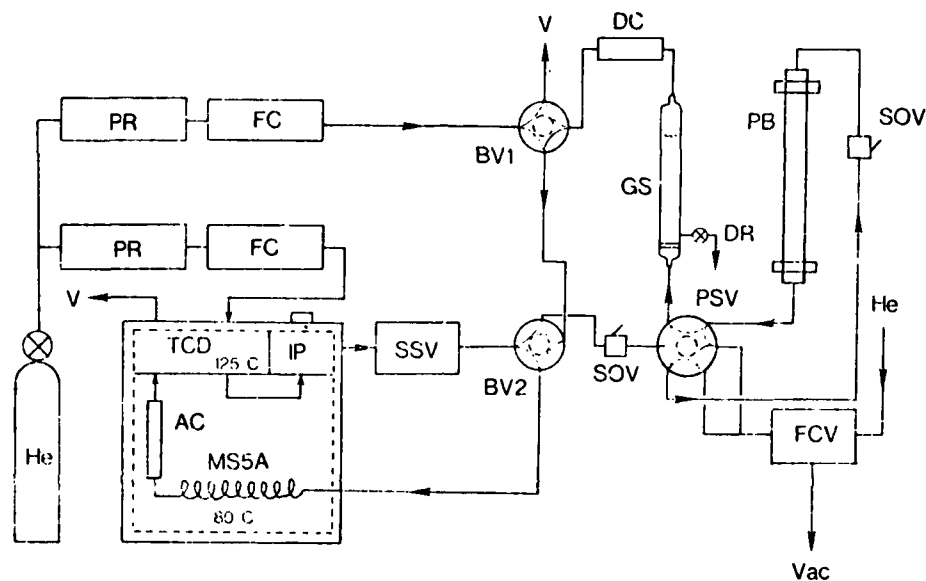 V
DC
PR
FC
BV1
PB
SOV
GS
DR
PR
FC
PSV
He
V
TCD
125 C
IP
SSV
BV2
SOV
AC
FCV
He
MS5A
80 C
Vac